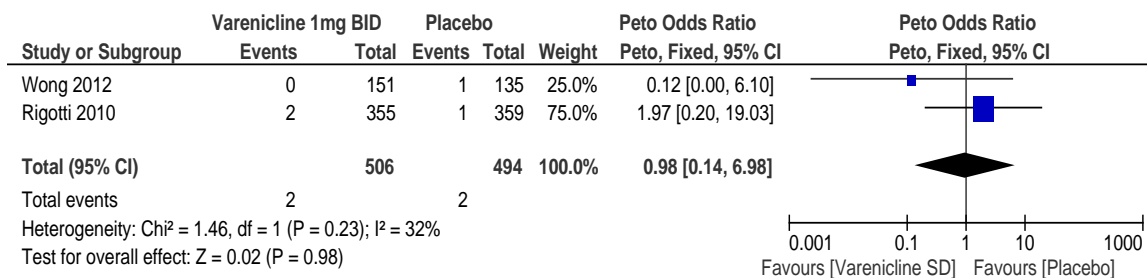 Varenicline 1mg BID Placebo Peto Odds Ratio Peto Odds Ratio
Study or Subgroup Events Total Events Total Weight Peto, Fixed, 95% CI Peto, Fixed, 95% CI
Wong 2012 0 151 1 135 25.0% 0.12 [0.00, 6.10]
Rigotti 2010 2 355 1 359 75.0% 1.97 [0.20, 19.03]
Total (95% CI) 506 494 100.0% 0.98 [0.14, 6.98]
Total events 2 2
Heterogeneity: Chi² = 1.46, df = 1 (P = 0.23); I² = 32%
Test for overall effect: Z = 0.02 (P = 0.98)
0.001 0.1 1 10 1000
Favours [Varenicline SD] Favours [Placebo]